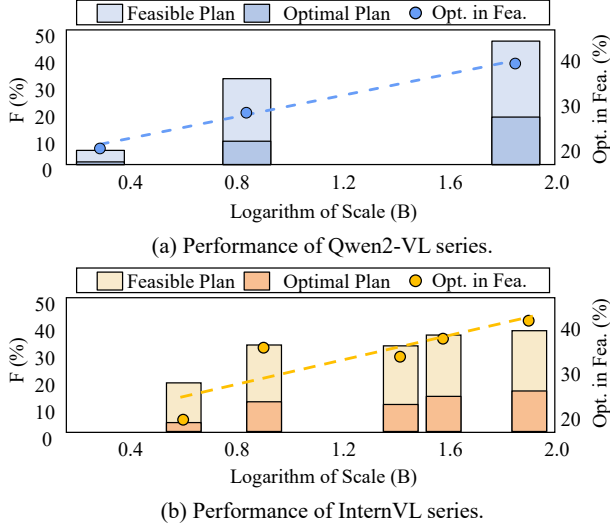 Feasible Plan Optimal Plan Opt. in Fea.
50
40
30
20
10
0
F (%)
40
30
20
Opt. in Fea. (%)
0.4 0.8 1.2 1.6 2.0
Logarithm of Scale (B)
(a) Performance of Qwen2-VL series.
Feasible Plan Optimal Plan Opt. in Fea.
50
40
30
20
10
0
F (%)
40
30
20
Opt. in Fea. (%)
0.4 0.8 1.2 1.6 2.0
Logarithm of Scale (B)
(b) Performance of InternVL series.